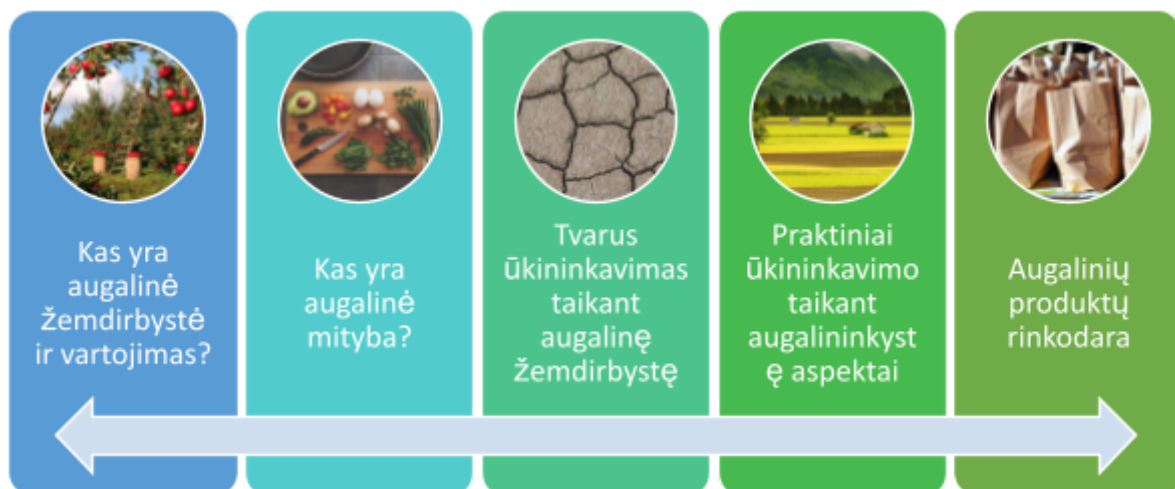 Kas yra
augalinė
žemdirbystė
ir vartojimas?
Kas yra
augalinė
mityba?
Tvarus
ūkininkavimas
taikant
augalinę
žemdirbystę
Praktiniai
ūkininkavimo
taikant
augalininkyst
ę aspektai
Augalinių
produktų
rinkodara